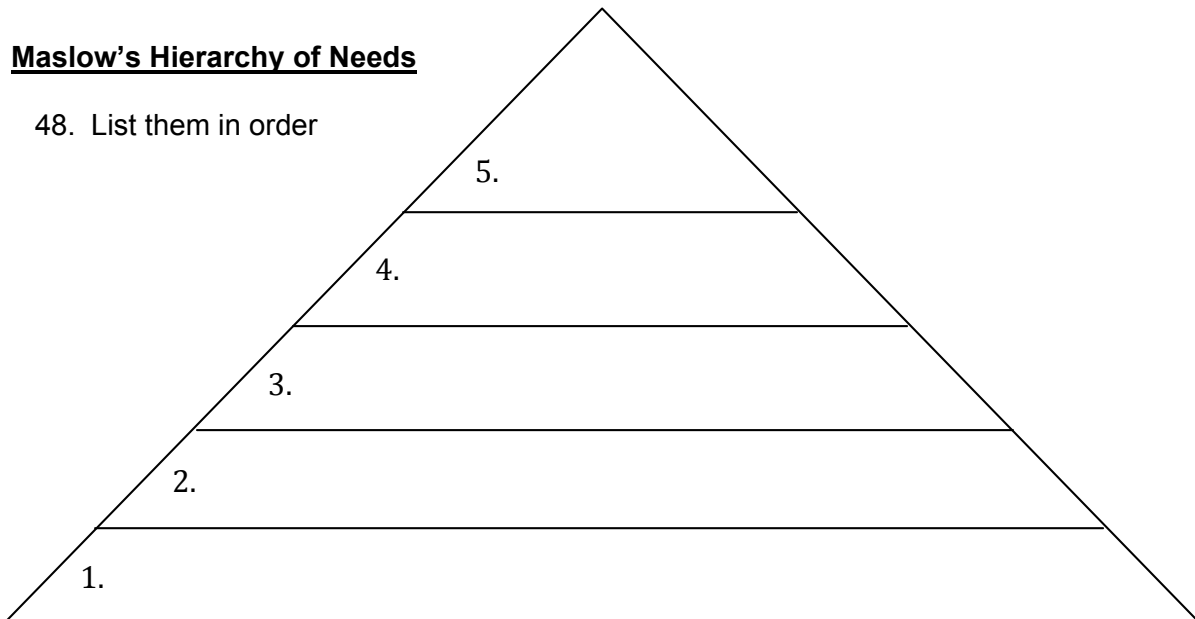 Maslow’s Hierarchy of Needs
48. List them in order
5.
4.
3.
2.
1.